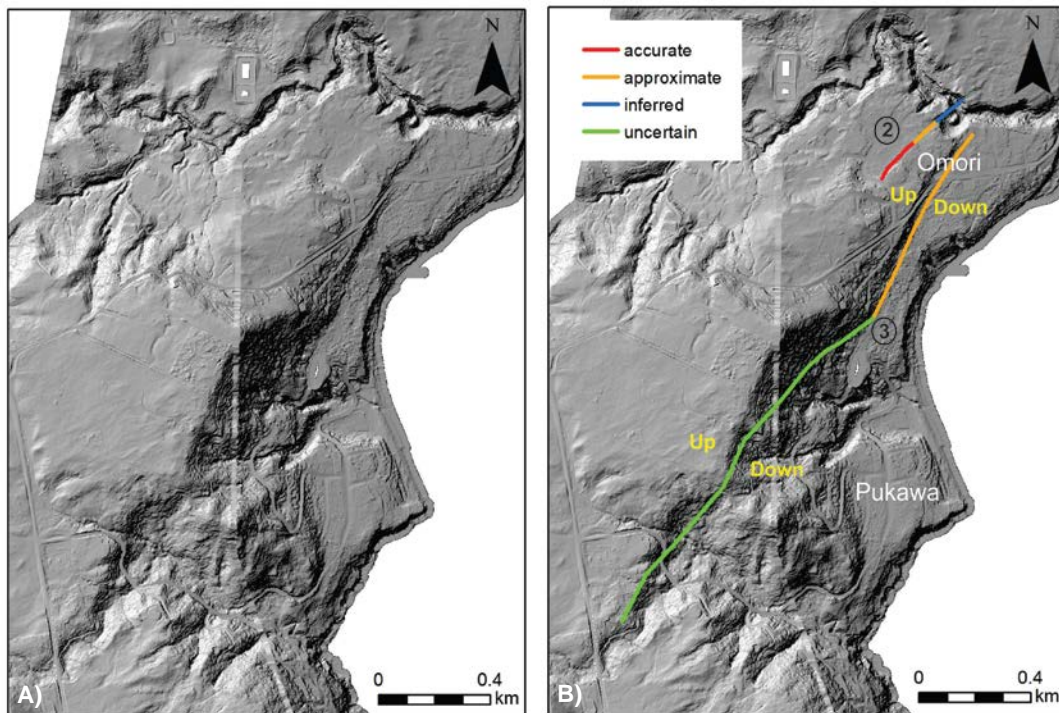 N
A)
0
0.4
km
accurate
approximate
inferred
uncertain
N
2
Omori
Up
Down
3
Up
Down
Pukawa
B)
0
0.4
km